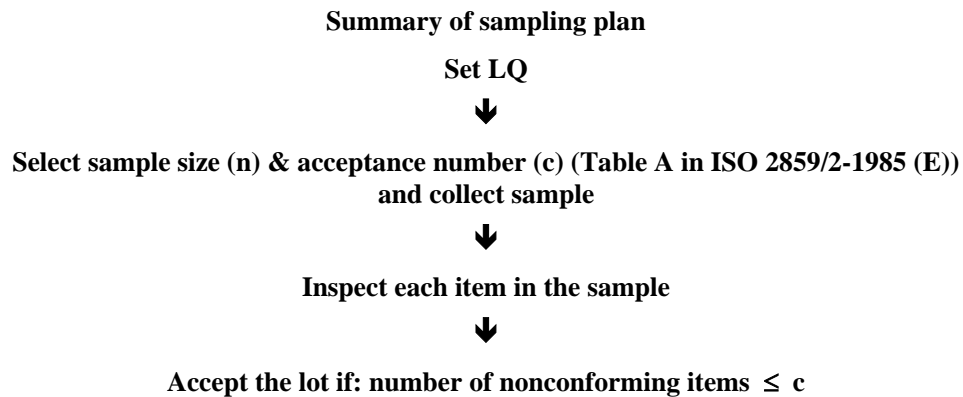 Summary of sampling plan
Set LQ
🡻
Select sample size (n) & acceptance number (c) (Table A in ISO 2859/2-1985 (E))
and collect sample
🡻
Inspect each item in the sample
🡻
Accept the lot if: number of nonconforming items ≤ c